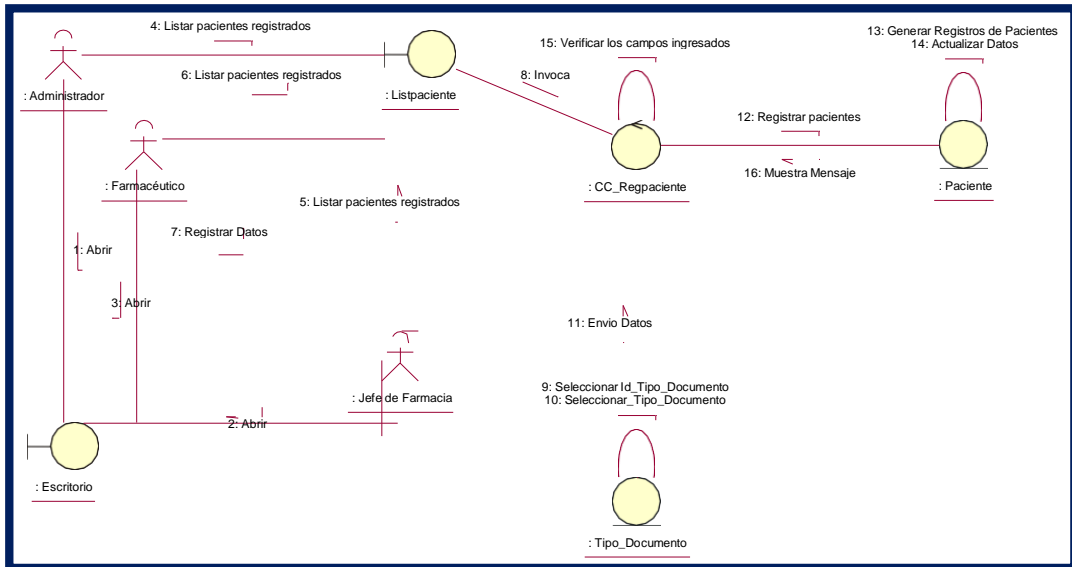 4: Listar pacientes registrados
13: Generar Registros de Pacientes
14: Actualizar Datos
15: Verificar los campos ingresados
6: Listar pacientes registrados
8: Invoca
: Administrador
: Listpaciente
12: Registrar pacientes
16: Muestra Mensaje
: Farmacéutico
: CC_Regpaciente
: Paciente
5: Listar pacientes registrados
7: Registrar Datos
1: Abrir
3: Abrir
11: Envio Datos
9: Seleccionar Id_Tipo_Documento
10: Seleccionar_Tipo_Documento
: Jefe de Farmacia
2: Abrir
: Escritorio
: Tipo_Documento